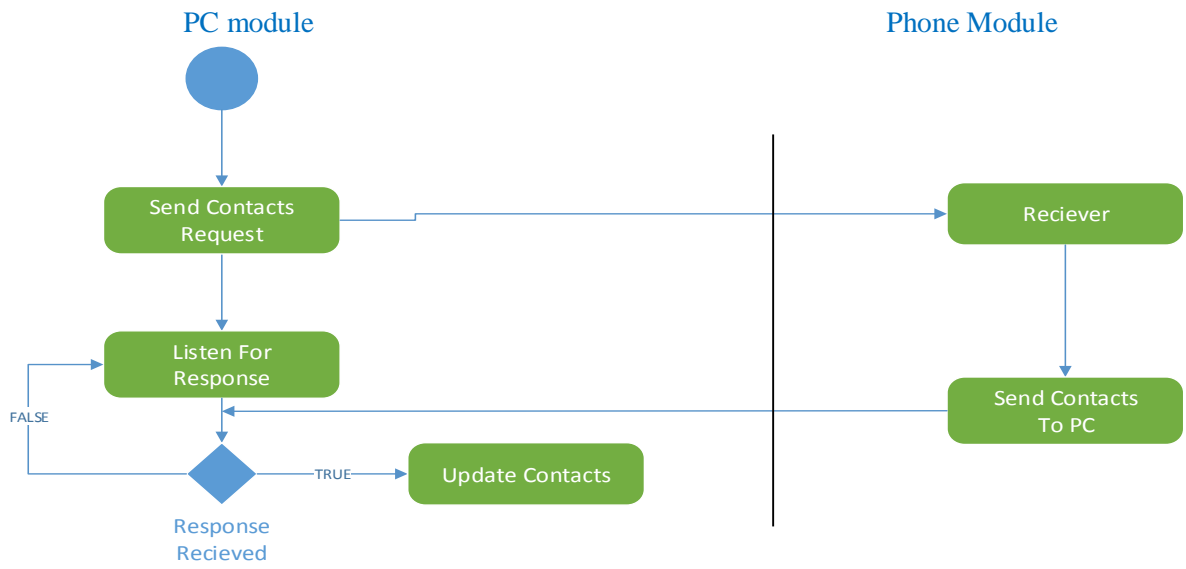 PC module
Phone Module
Send Contacts
Request
Reciever
Listen For
Response
FALSE
Send Contacts
To PC
TRUE
Update Contacts
Response
Recieved